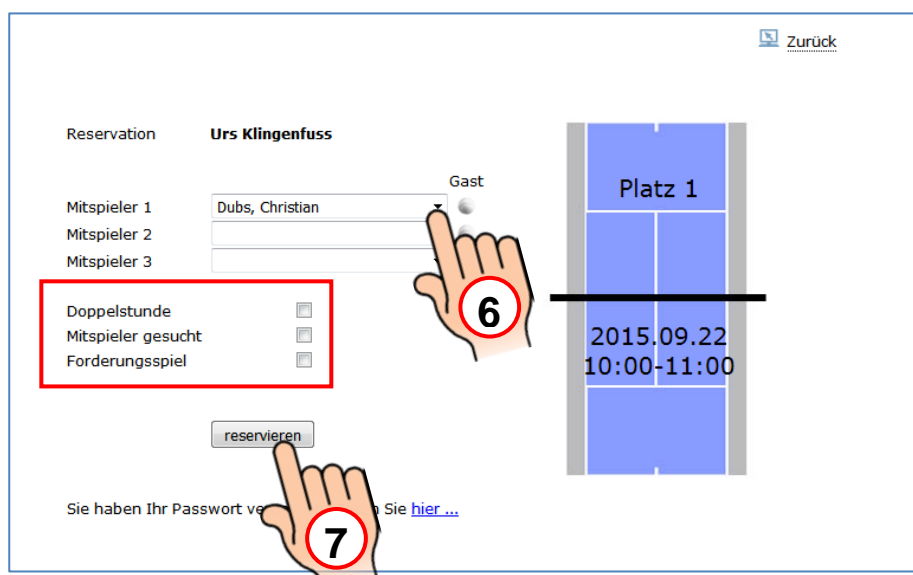 Zurück
Reservation Urs Klingenfuss
Gast
Mitspieler 1 Dubs, Christian
Mitspieler 2
Mitspieler 3
6
Doppelstunde
Mitspieler gesucht
Forderungsspiel
reservieren
Sie haben Ihr Passwort Sie hier ...
7
Platz 1
2015.09.22
10:00-11:00